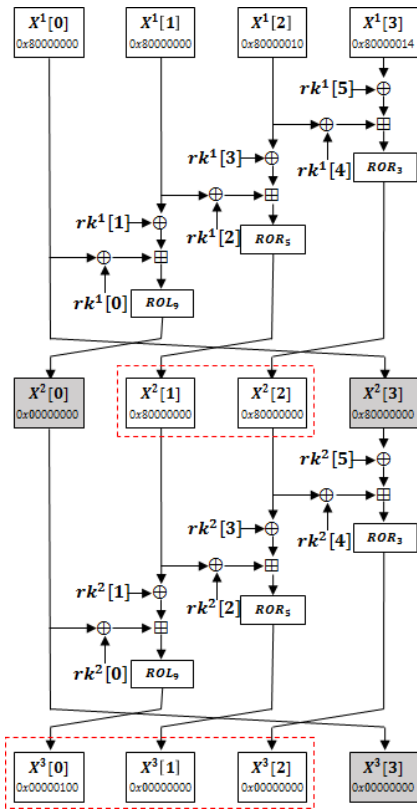 X¹[0] X¹[1] X¹[2] X¹[3]
0x80000000 0x80000000 0x80000010 0x80000014
rk¹[5]
rk¹[3]
rk¹[4] ROR₃
rk¹[1]
rk¹[2] ROR₅
rk¹[0] ROL₉
X²[0] X²[1] X²[2] X²[3]
0x00000000 0x80000000 0x80000000 0x80000000
rk²[5]
rk²[3]
rk²[4] ROR₃
rk²[1]
rk²[2] ROR₅
rk²[0] ROL₉
X³[0] X³[1] X³[2] X³[3]
0x00000100 0x00000000 0x00000000 0x00000000